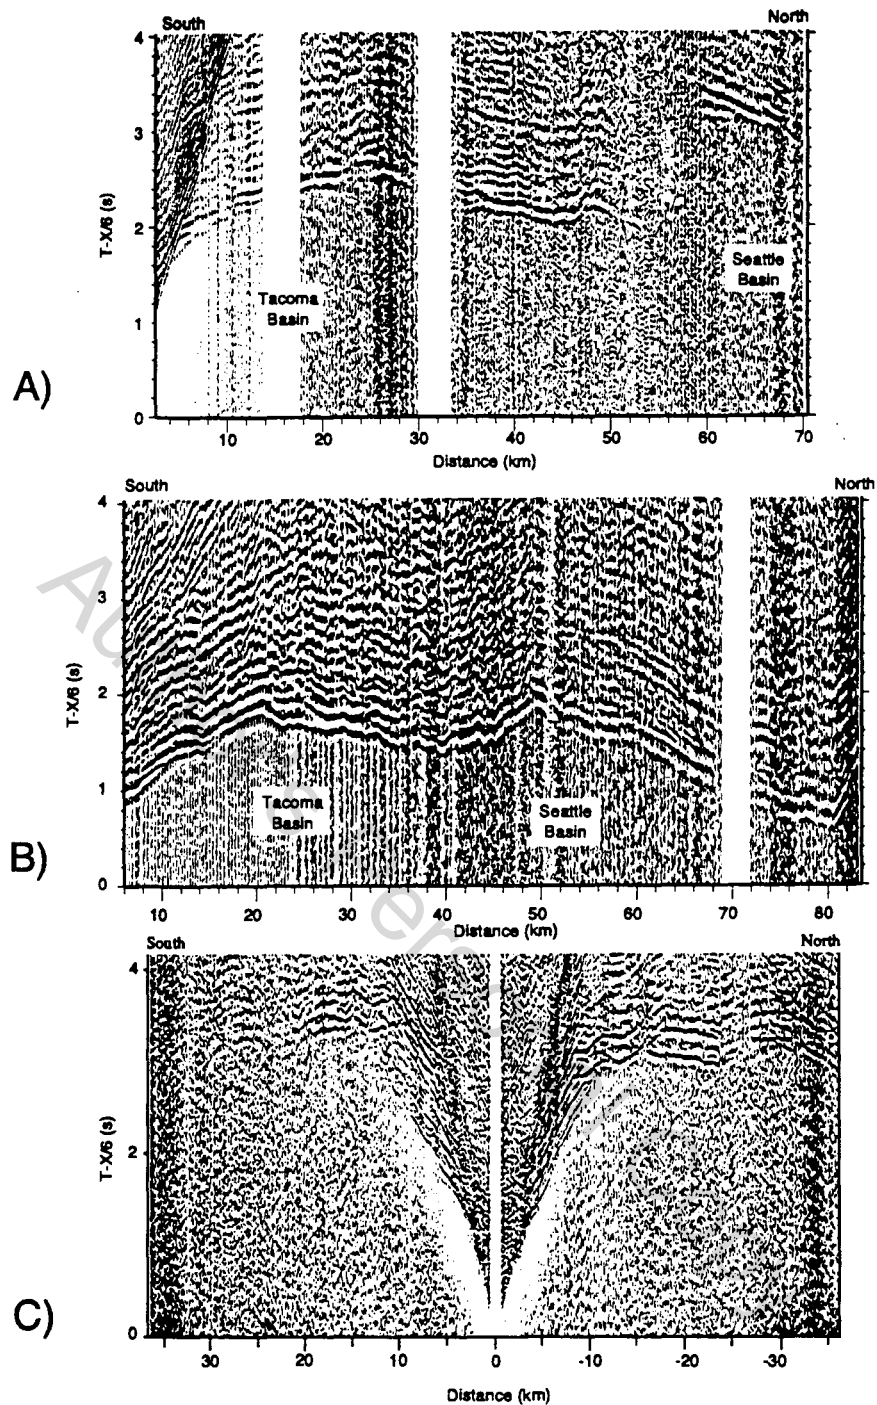 South
North
4
3
2
1
0
T-X/6 (s)
Tacoma
Basin
Seattle
Basin
A)
10 20 30 40 50 60 70
Distance (km)
South
North
4
3
2
1
0
T-X/6 (s)
Tacoma
Basin
Seattle
Basin
B)
10 20 30 40 50 60 70 80
Distance (km)
South
North
4
2
0
T-X/6 (s)
C)
30 20 10 0 -10 -20 -30
Distance (km)